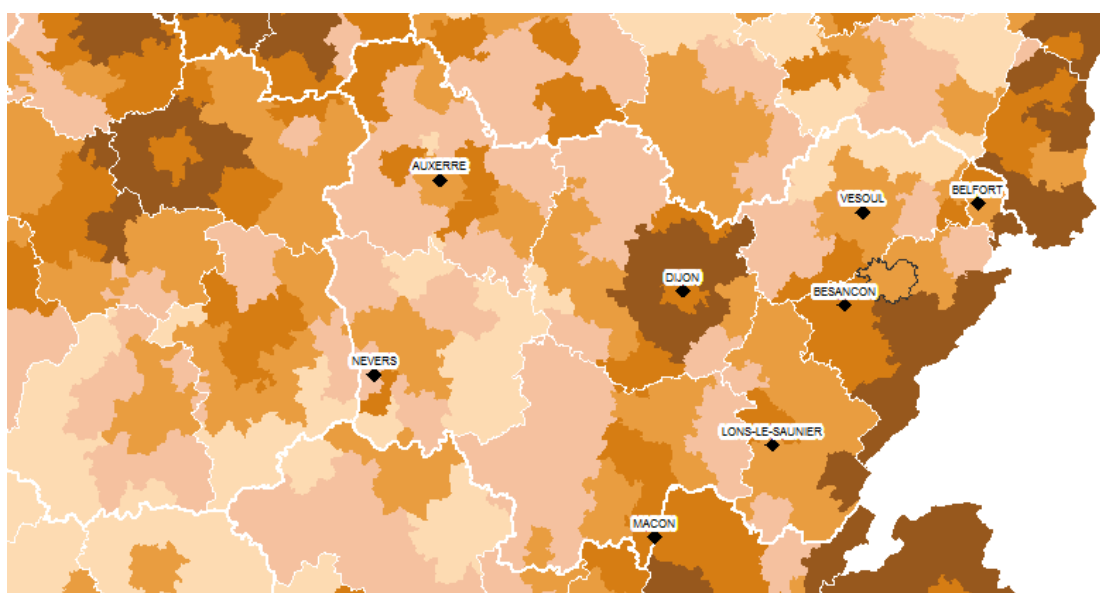 AUXERRE
BELFORT
VESOUL
DIJON
BESANCON
NEVERS
LONS-LE-SAUNIER
MACON